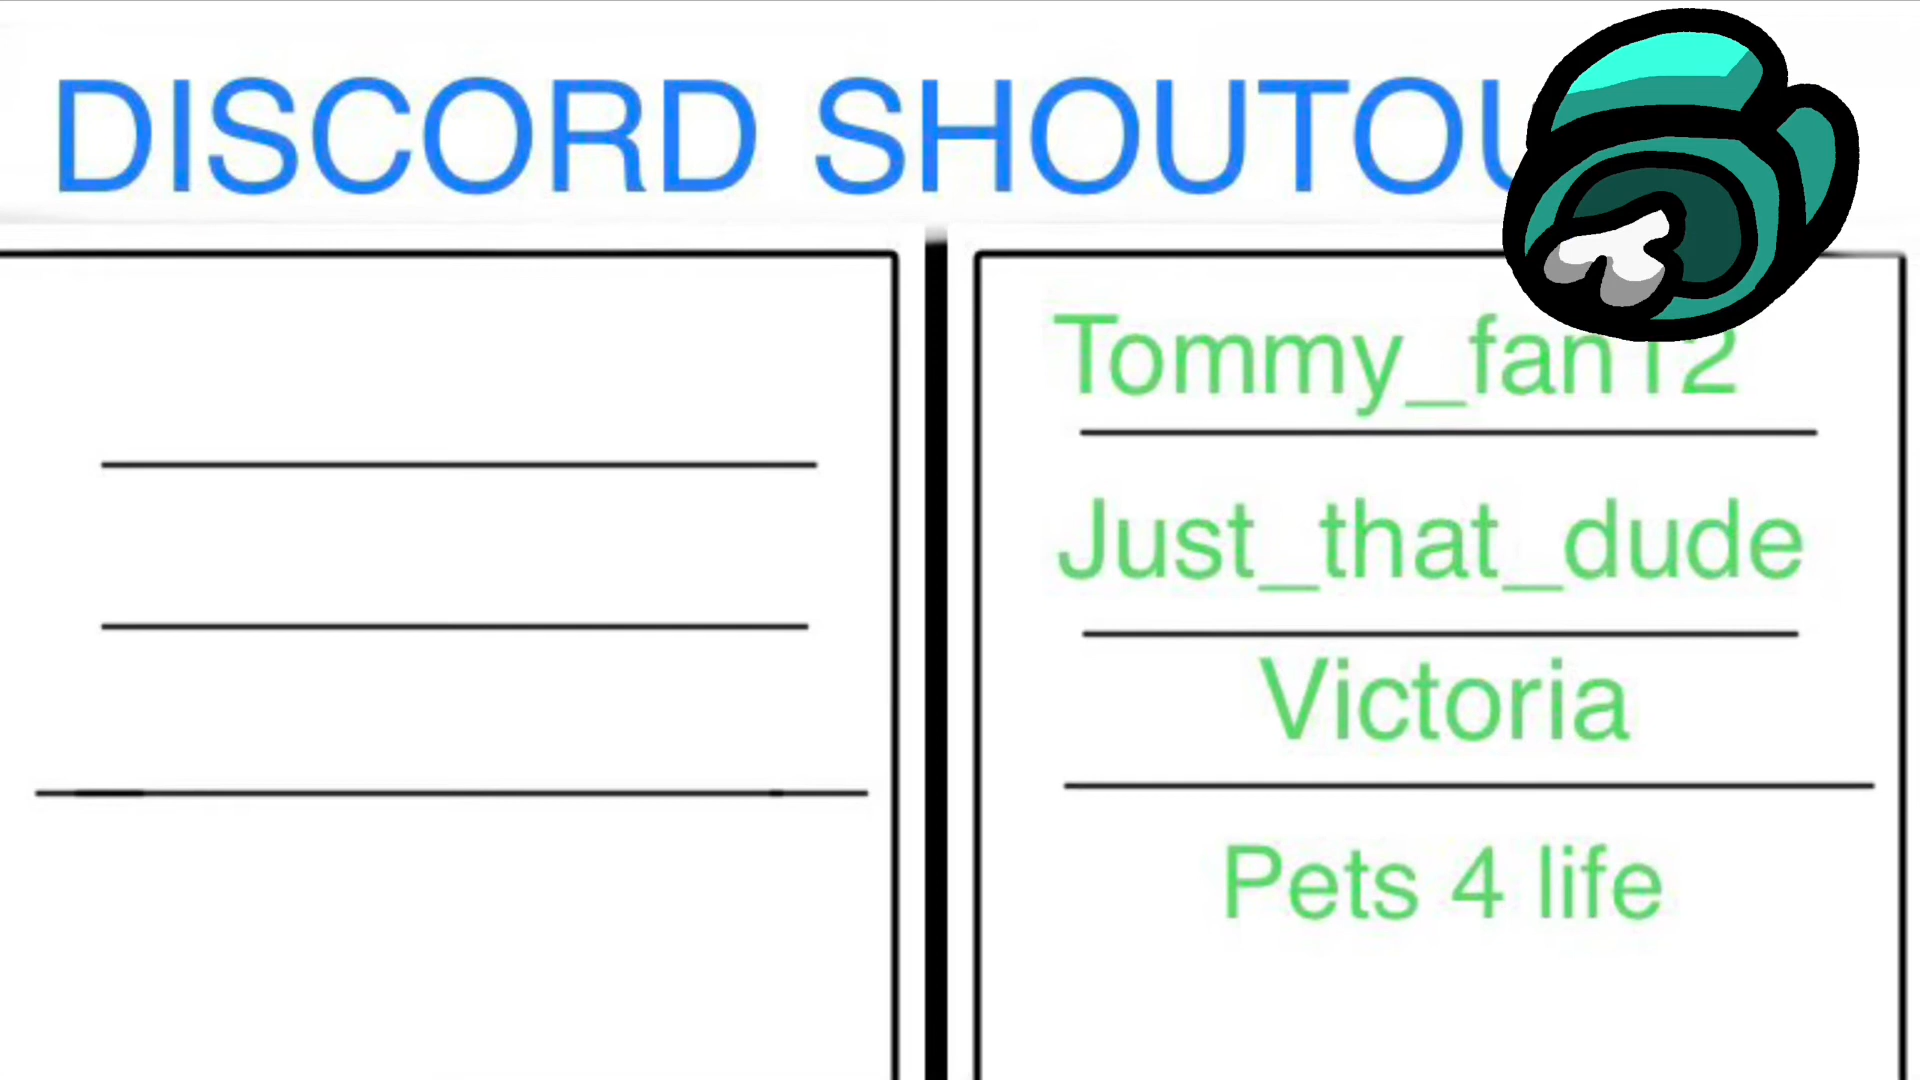 DISCORD SHOUTOU
Tommy_fan12
Just_that_dude
Victoria
Pets 4 life